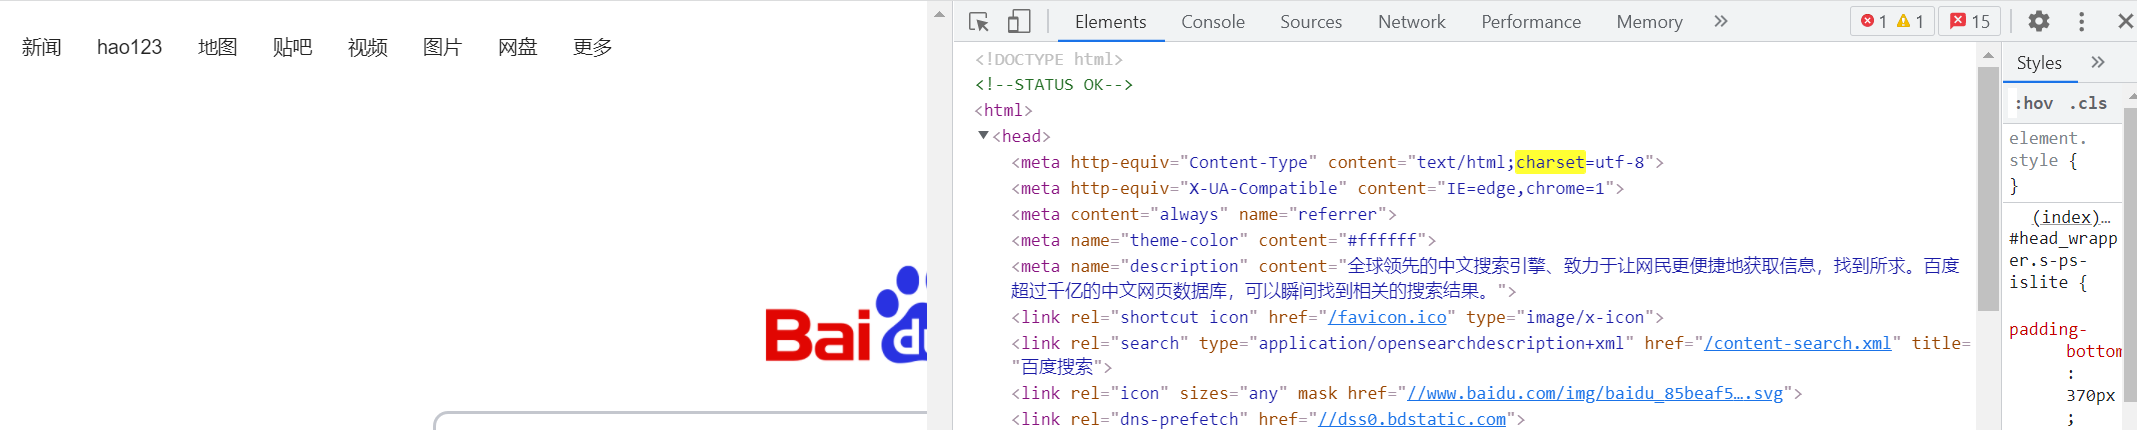 新闻 hao123 地图 贴吧 视频 图片 网盘 更多
Bai du
Elements Console Sources Network Performance Memory » 1 1 15
<!DOCTYPE html>
<!--STATUS OK-->
<html>
<head>
<meta http-equiv="Content-Type" content="text/html;charset=utf-8">
<meta http-equiv="X-UA-Compatible" content="IE=edge,chrome=1">
<meta content="always" name="referrer">
<meta name="theme-color" content="#ffffff">
<meta name="description" content="全球领先的中文搜索引擎、致力于让网民更便捷地获取信息，找到所求。百度
超过千亿的中文网页数据库，可以瞬间找到相关的搜索结果。">
<link rel="shortcut icon" href="/favicon.ico" type="image/x-icon">
<link rel="search" type="application/opensearchdescription+xml" href="/content-search.xml" title=
"百度搜索">
<link rel="icon" sizes="any" mask href="//www.baidu.com/img/baidu_85beaf5….svg">
<link rel="dns-prefetch" href="//dss0.bdstatic.com">
Styles »
:hov .cls
element.
style {
}
(index)…
#head_wrapp
er.s-ps-
islite {
padding-
bottom
:
370px
;